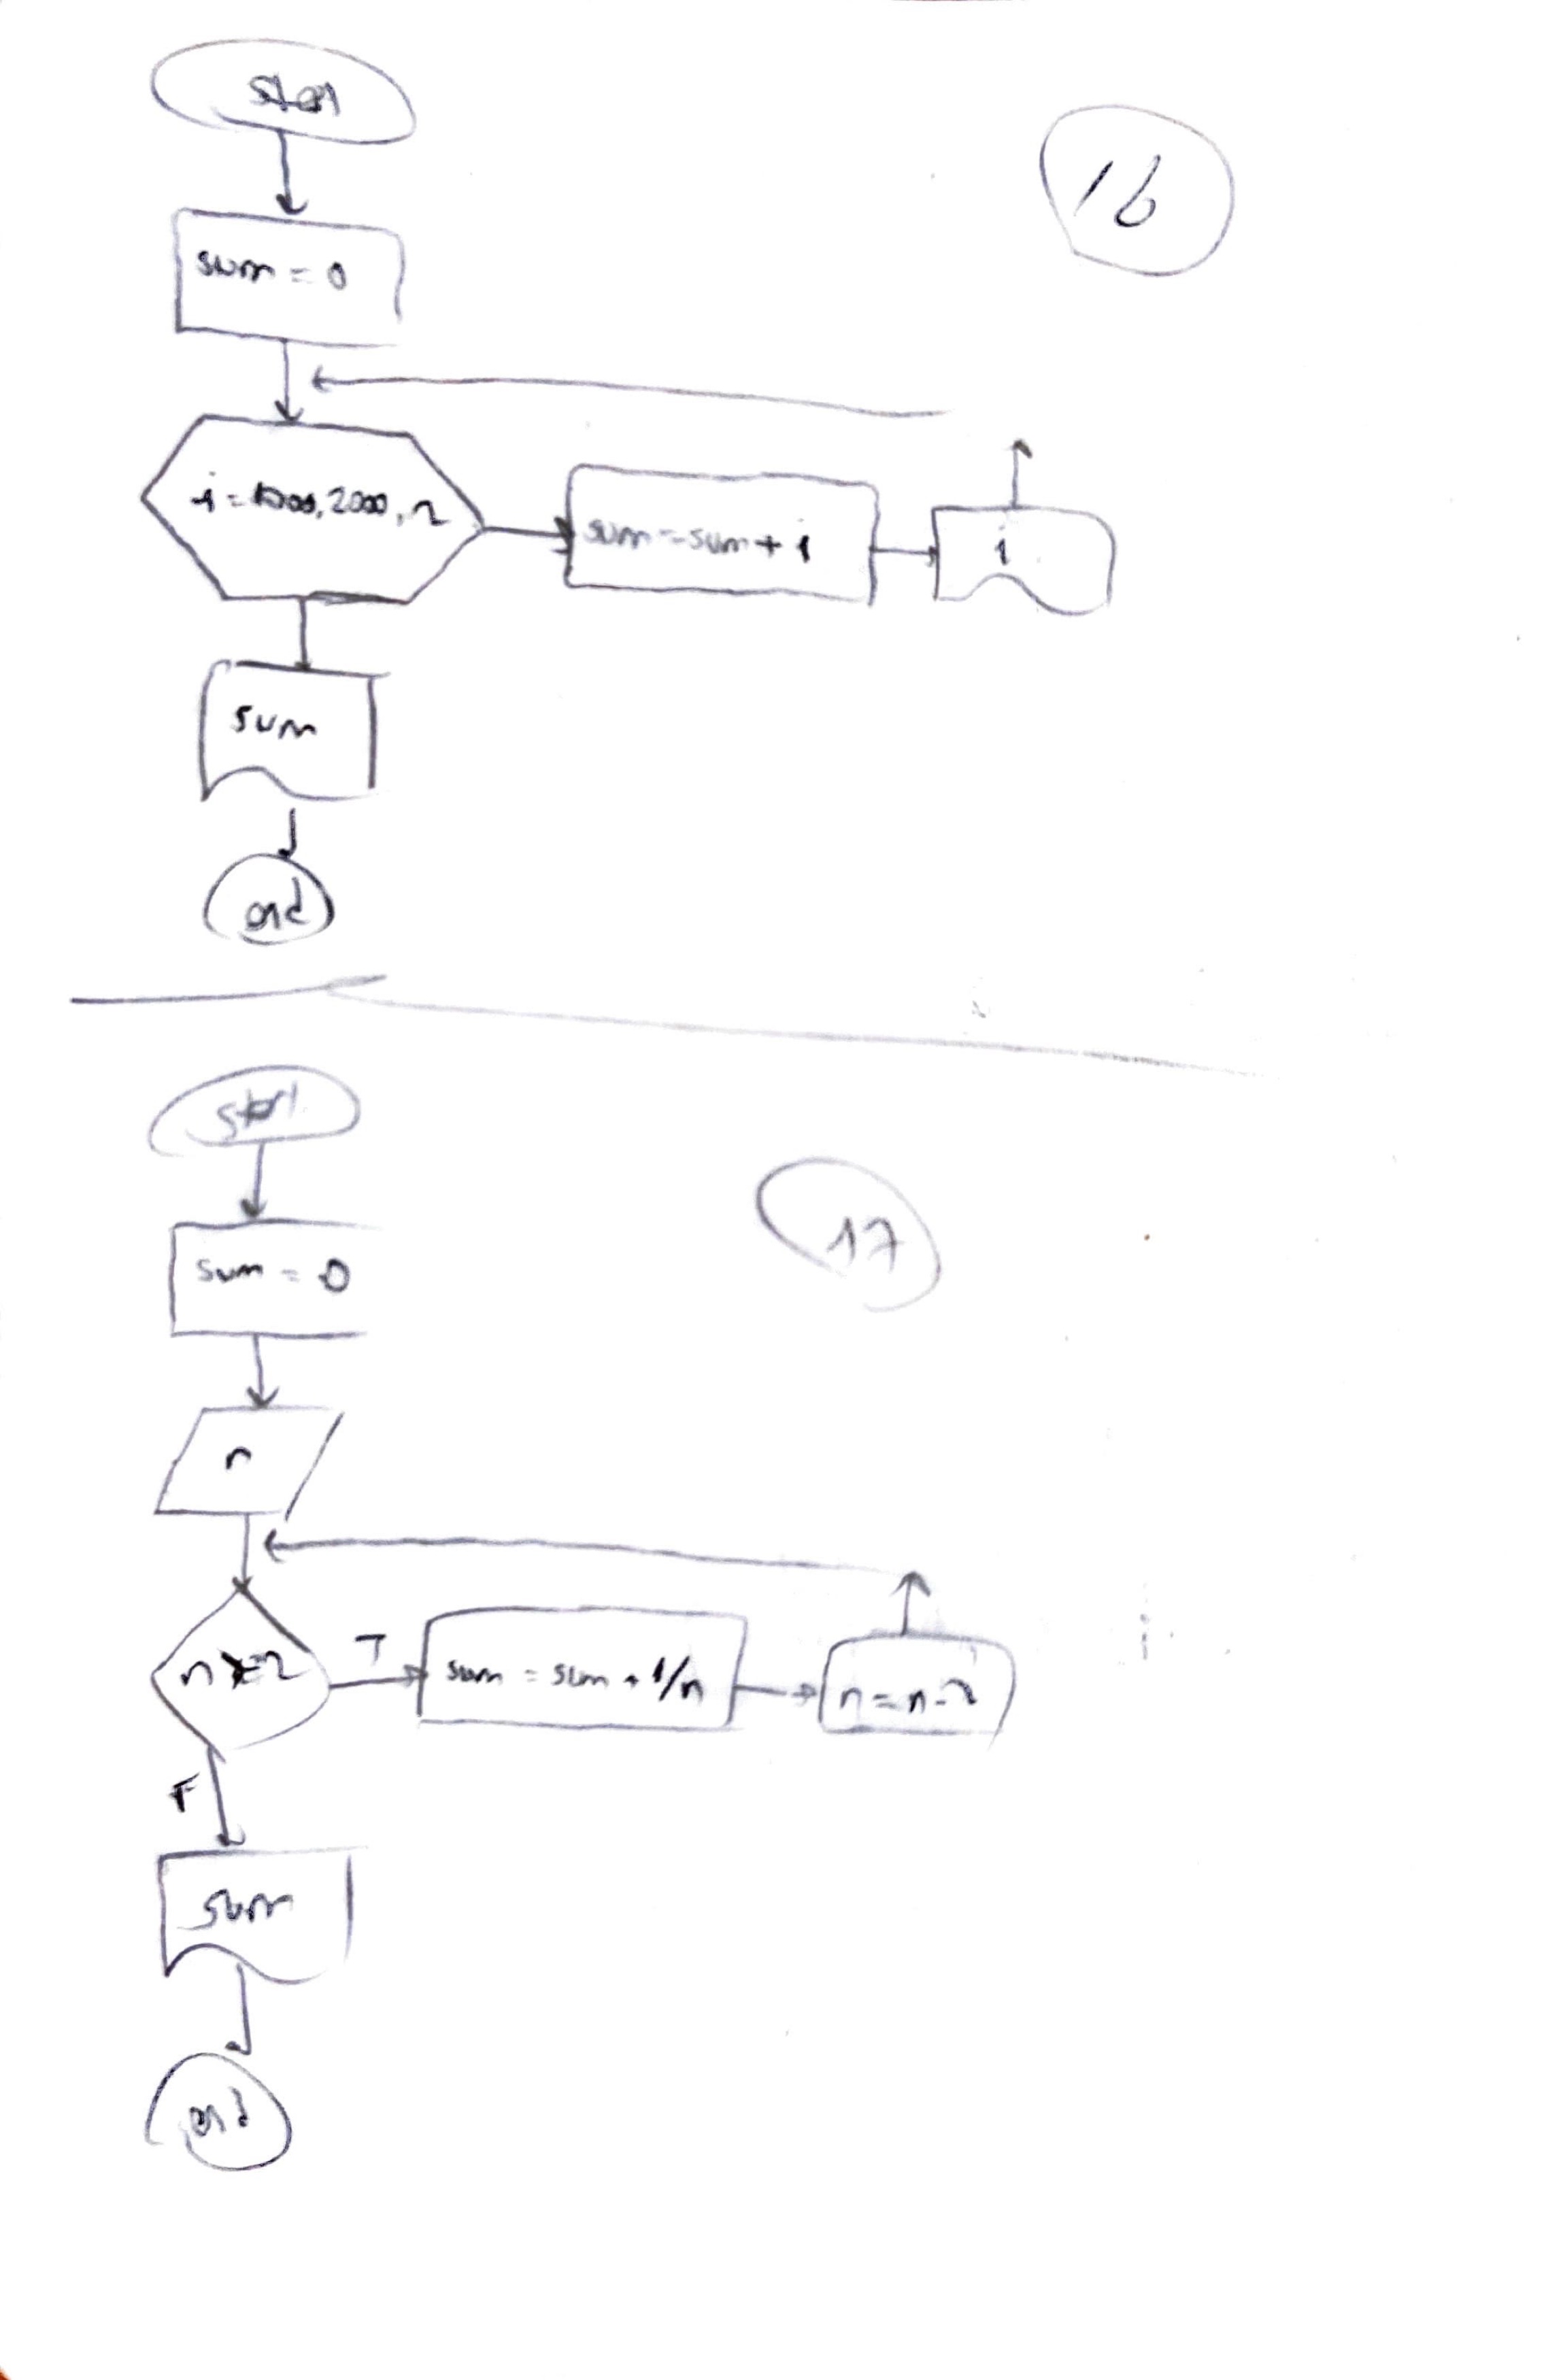 start
16
sum = 0
i = 1000, 2000, 2
sum = sum + i
i
sum
end
start
17
sum = 0
n
n >= 2
T
sum = sum + 1/n
n = n - 2
F
sum
end